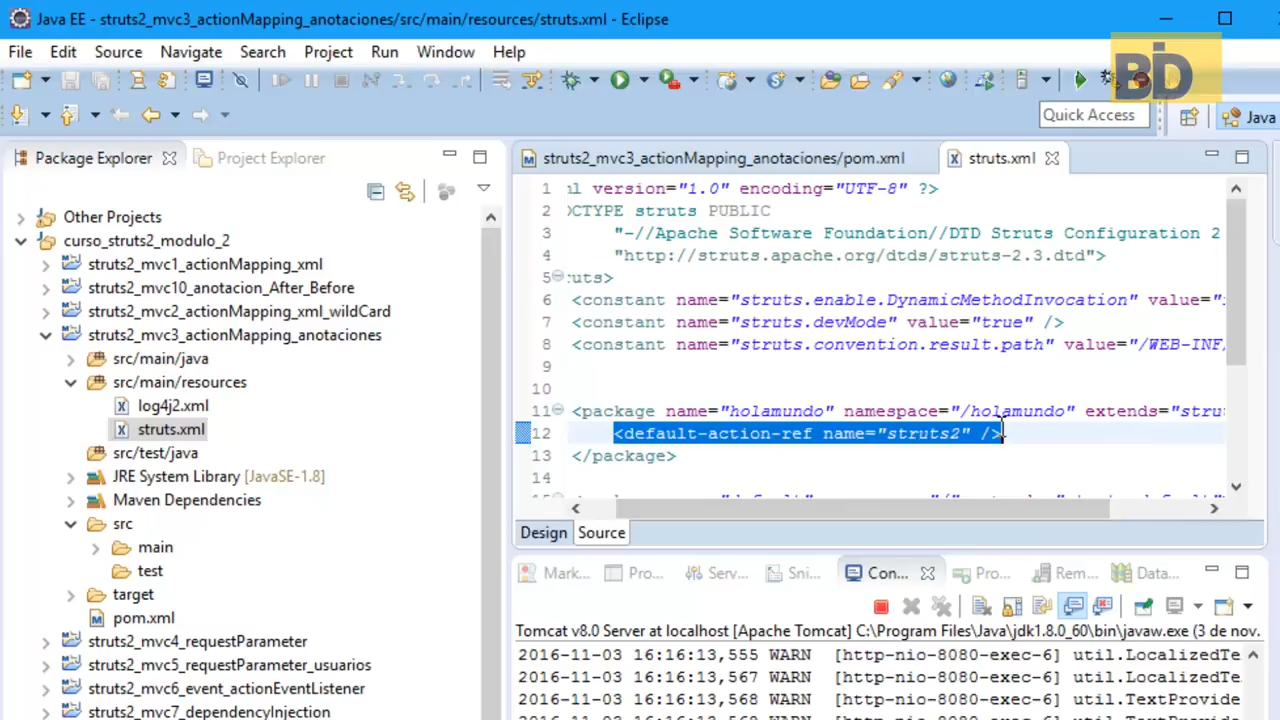 Java EE - struts2_mvc3_actionMapping_anotaciones/src/main/resources/struts.xml - Eclipse
File Edit Source Navigate Search Project Run Window Help
BiD
Quick Access
Java
Package Explorer Project Explorer
struts2_mvc3_actionMapping_anotaciones/pom.xml struts.xml
Other Projects
curso_struts2_modulo_2
struts2_mvc1_actionMapping_xml
struts2_mvc10_anotacion_After_Before
struts2_mvc2_actionMapping_xml_wildCard
struts2_mvc3_actionMapping_anotaciones
src/main/java
src/main/resources
log4j2.xml
struts.xml
src/test/java
JRE System Library [JavaSE-1.8]
Maven Dependencies
src
main
test
target
pom.xml
struts2_mvc4_requestParameter
struts2_mvc5_requestParameter_usuarios
struts2_mvc6_event_actionEventListener
struts2_mvc7_dependencyInjection
1 version="1.0" encoding="UTF-8" ?>
2 CTYPE struts PUBLIC
3 "-//Apache Software Foundation//DTD Struts Configuration 2
4 "http://struts.apache.org/dtds/struts-2.3.dtd">
5 uts>
6 <constant name="struts.enable.DynamicMethodInvocation" value="
7 <constant name="struts.devMode" value="true" />
8 <constant name="struts.convention.result.path" value="/WEB-INF/
9
10
11 <package name="holamundo" namespace="/holamundo" extends="stru
12 <default-action-ref name="struts2" />
13 </package>
14
Design Source
Mark... Pro... Serv... Sni... Con... Pro... Rem... Data...
Tomcat v8.0 Server at localhost [Apache Tomcat] C:\Program Files\Java\jdk1.8.0_60\bin\javaw.exe (3 de nov.
2016-11-03 16:16:13,555 WARN [http-nio-8080-exec-6] util.LocalizedTe
2016-11-03 16:16:13,567 WARN [http-nio-8080-exec-6] util.LocalizedTe
2016-11-03 16:16:13,568 WARN [http-nio-8080-exec-6] util.TextProvide